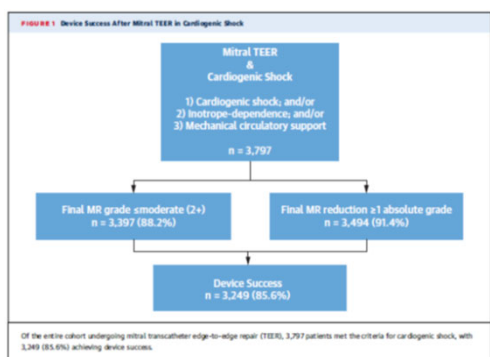 FIGURE 1 Device Success After Mitral TEER in Cardiogenic Shock
Mitral TEER
&
Cardiogenic Shock
1) Cardiogenic shock; and/or
2) Inotrope-dependence; and/or
3) Mechanical circulatory support
n = 3,797
Final MR grade ≤moderate (2+)
n = 3,397 (88.2%)
Final MR reduction ≥1 absolute grade
n = 3,494 (91.4%)
Device Success
n = 3,249 (85.6%)
Of the entire cohort undergoing mitral transcatheter edge-to-edge repair (TEER), 3,797 patients met the criteria for cardiogenic shock, with
3,249 (85.6%) achieving device success.